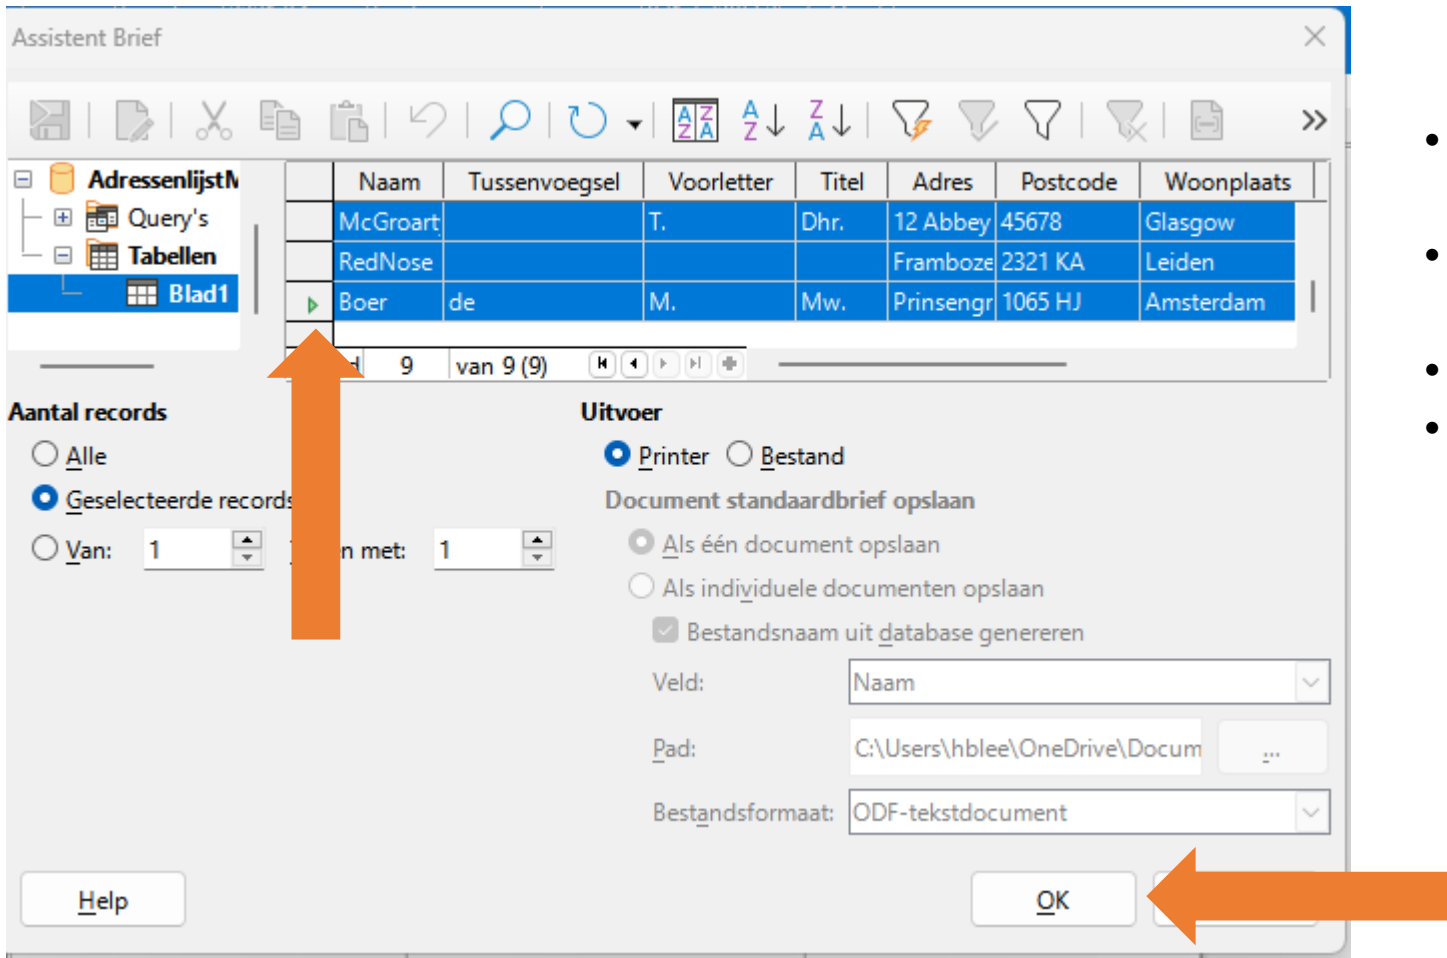 Assistent Brief
AdressenlijstM
Query's
Tabellen
Blad1
Naam Tussenvoegsel Voorletter Titel Adres Postcode Woonplaats
McGroart T. Dhr. 12 Abbey 45678 Glasgow
RedNose Framboze 2321 KA Leiden
Boer de M. Mw. Prinsengr 1065 HJ Amsterdam
9 van 9 (9)
Aantal records
Alle
Geselecteerde records
Van: 1 met: 1
Uitvoer
Printer Bestand
Document standaardbrief opslaan
Als één document opslaan
Als individuele documenten opslaan
Bestandsnaam uit database genereren
Veld: Naam
Pad: C:\Users\hblee\OneDrive\Docum ...
Bestandsformaat: ODF-tekstdocument
Help OK